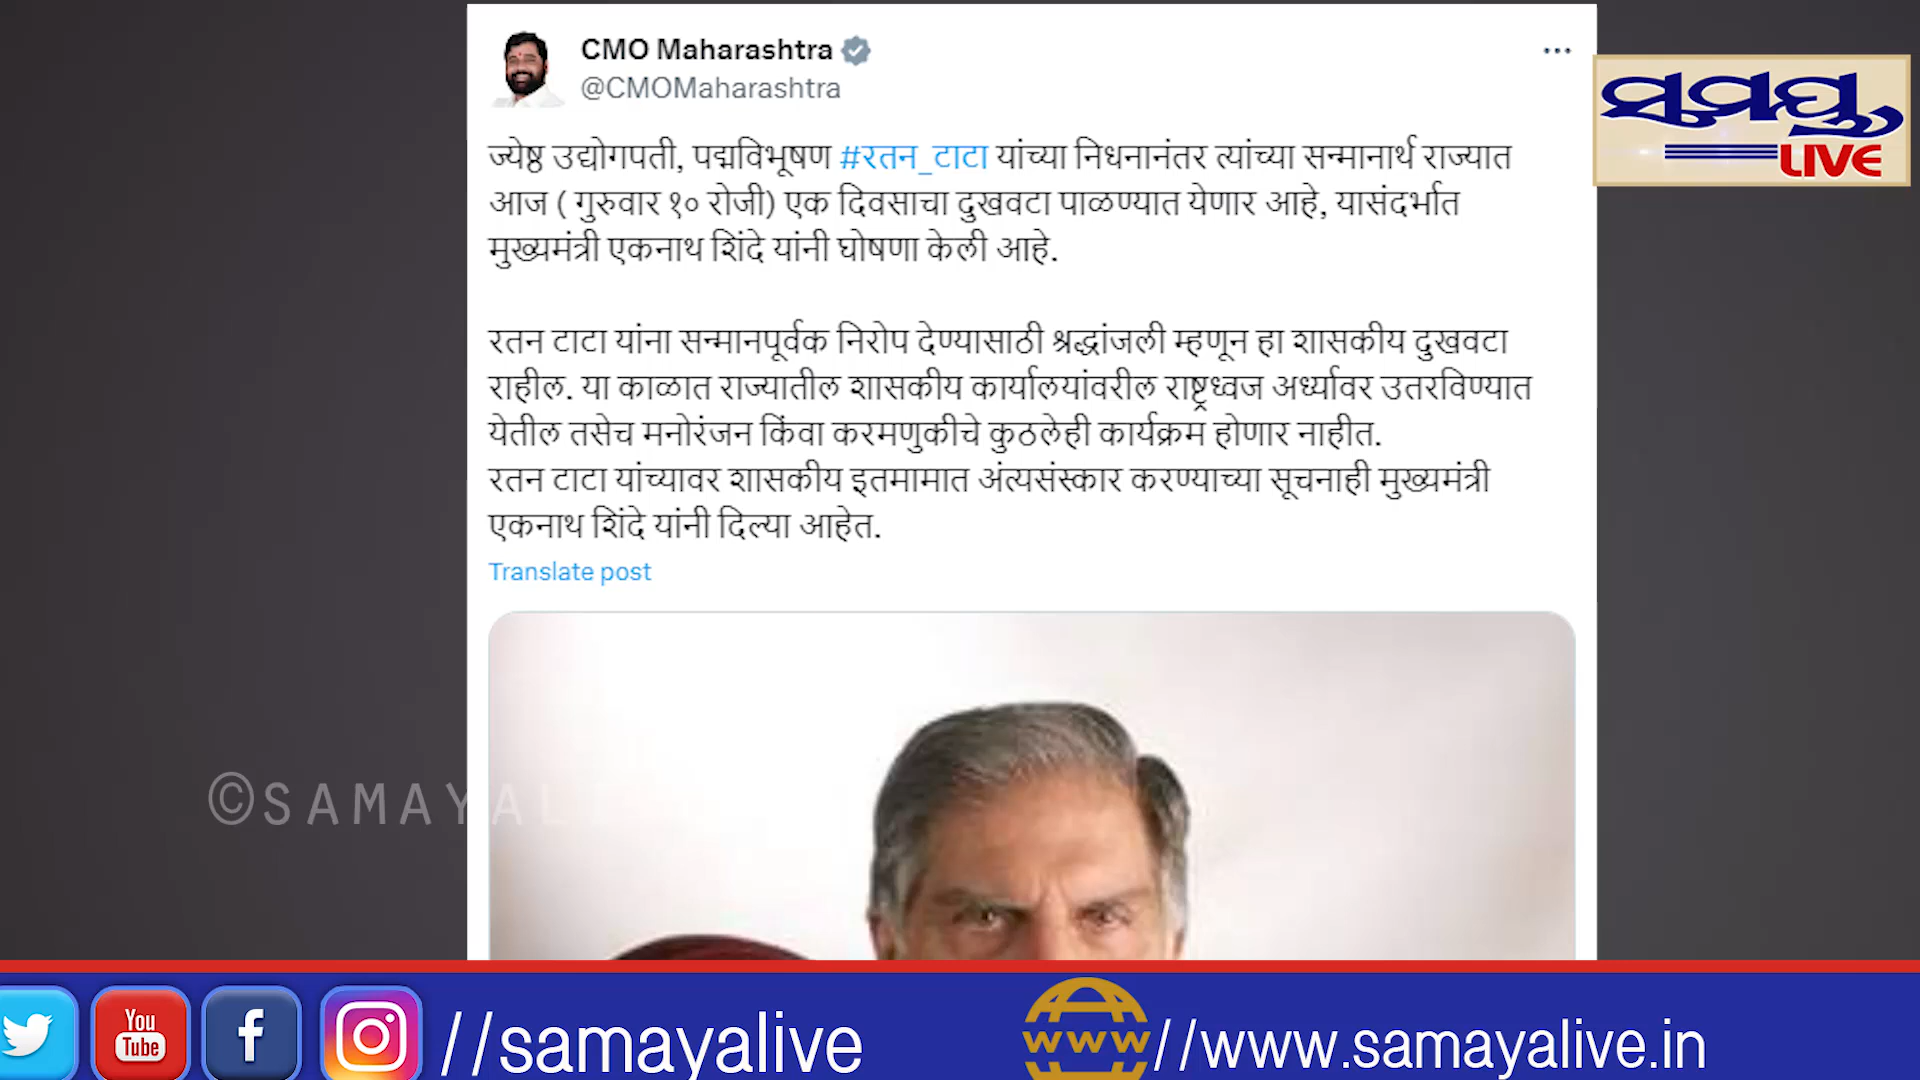 CMO Maharashtra
@CMOMaharashtra
ସମୟ
LIVE
ज्येष्ठ उद्योगपती, पद्मविभूषण #रतन_टाटा यांच्या निधनानंतर त्यांच्या सन्मानार्थ राज्यात
आज ( गुरुवार १० रोजी) एक दिवसाचा दुखवटा पाळण्यात येणार आहे, यासंदर्भात
मुख्यमंत्री एकनाथ शिंदे यांनी घोषणा केली आहे.
रतन टाटा यांना सन्मानपूर्वक निरोप देण्यासाठी श्रद्धांजली म्हणून हा शासकीय दुखवटा
राहील. या काळात राज्यातील शासकीय कार्यालयांवरील राष्ट्रध्वज अर्ध्यावर उतरविण्यात
येतील तसेच मनोरंजन किंवा करमणुकीचे कुठलेही कार्यक्रम होणार नाहीत.
रतन टाटा यांच्यावर शासकीय इतमामात अंत्यसंस्कार करण्याच्या सूचनाही मुख्यमंत्री
एकनाथ शिंदे यांनी दिल्या आहेत.
Translate post
©SAMAYALI
You
Tube
//samayalive
www//www.samayalive.in